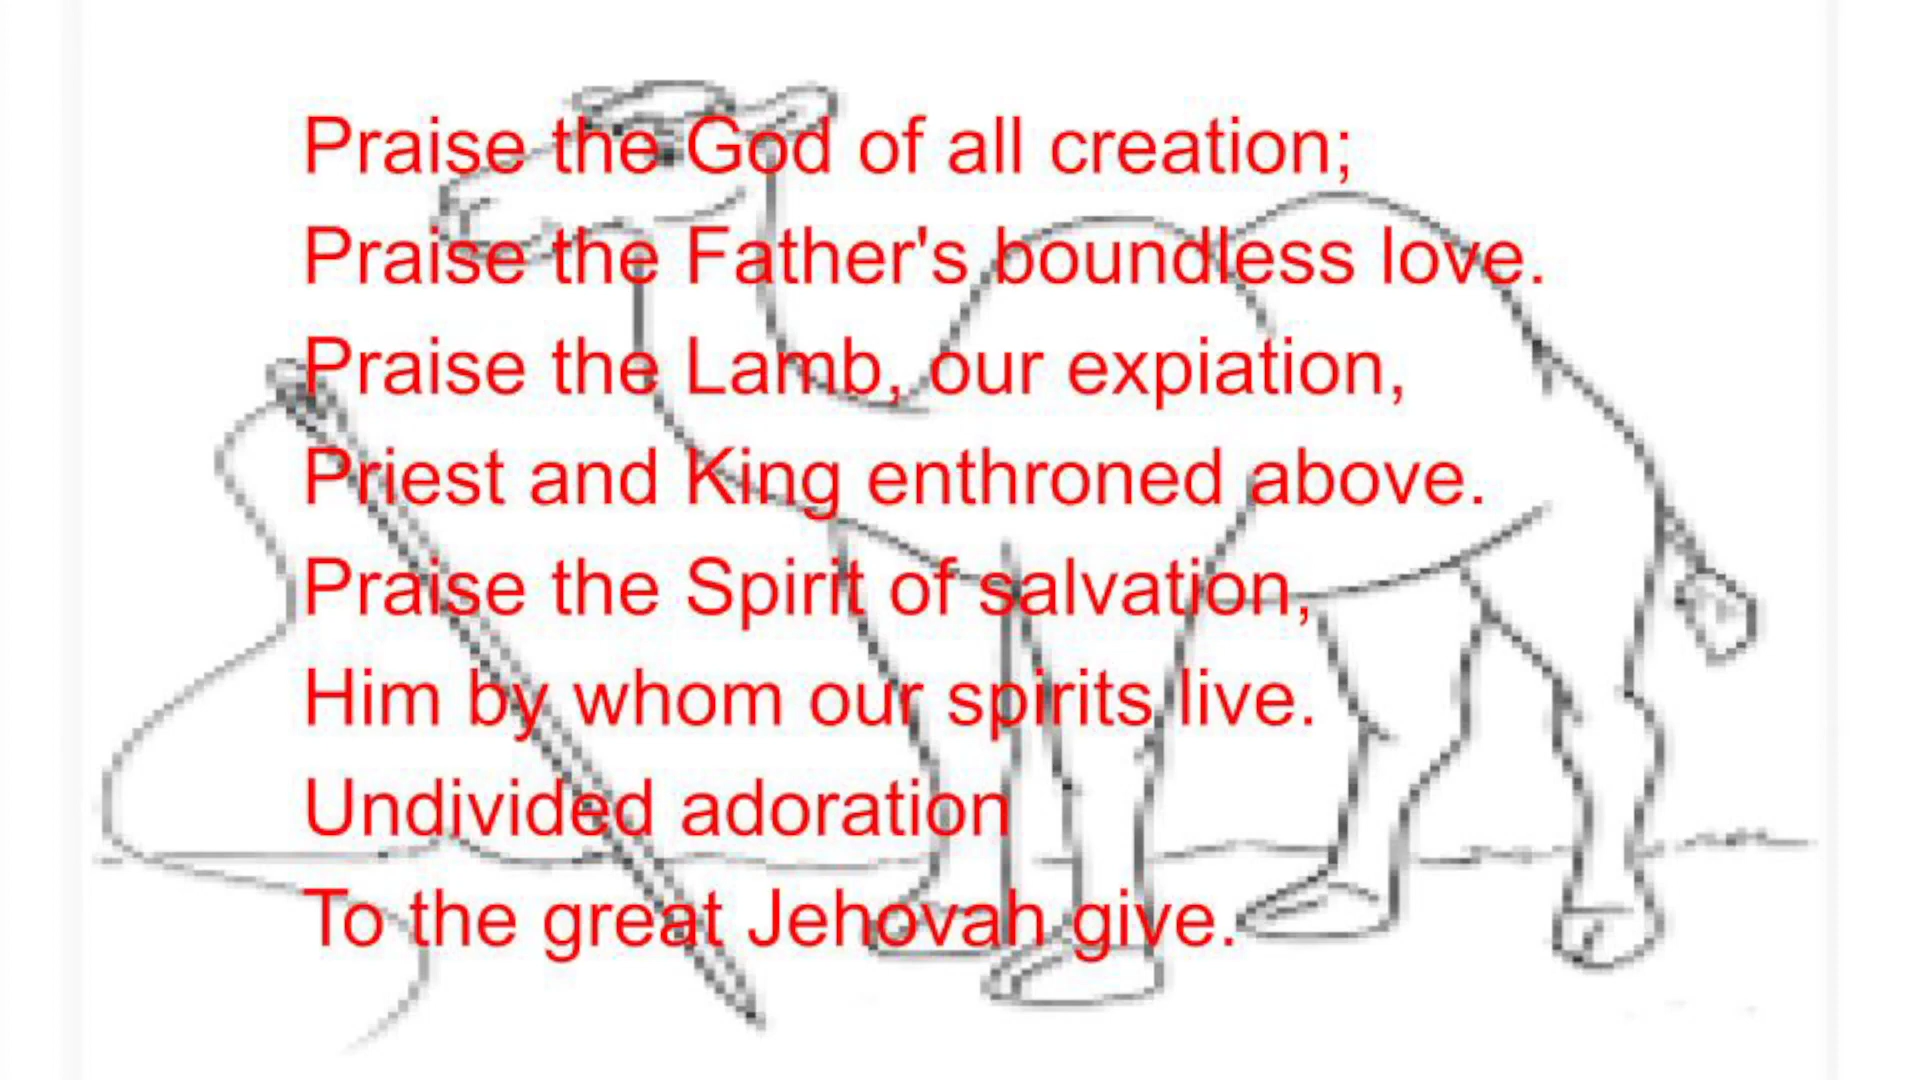 Praise the God of all creation;
Praise the Father's boundless love.
Praise the Lamb, our expiation,
Priest and King enthroned above.
Praise the Spirit of salvation,
Him by whom our spirits live.
Undivided adoration
To the great Jehovah give.